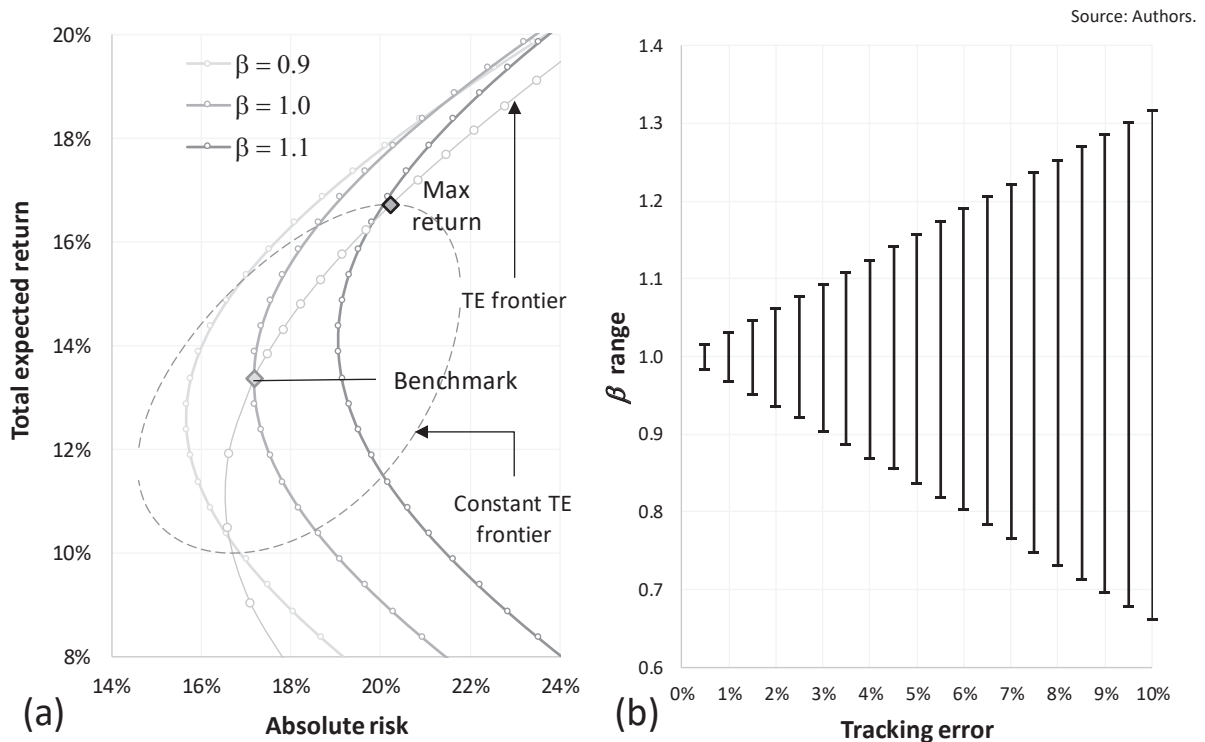 Source: Authors.
20%
18%
16%
14%
12%
10%
8%
Total expected return
β = 0.9
β = 1.0
β = 1.1
Max
return
TE frontier
Benchmark
Constant TE
frontier
14%
16%
18%
20%
22%
24%
(a)
Absolute risk
1.4
1.3
1.2
1.1
1.0
0.9
0.8
0.7
0.6
β range
0%
1%
2%
3%
4%
5%
6%
7%
8%
9%
10%
(b)
Tracking error